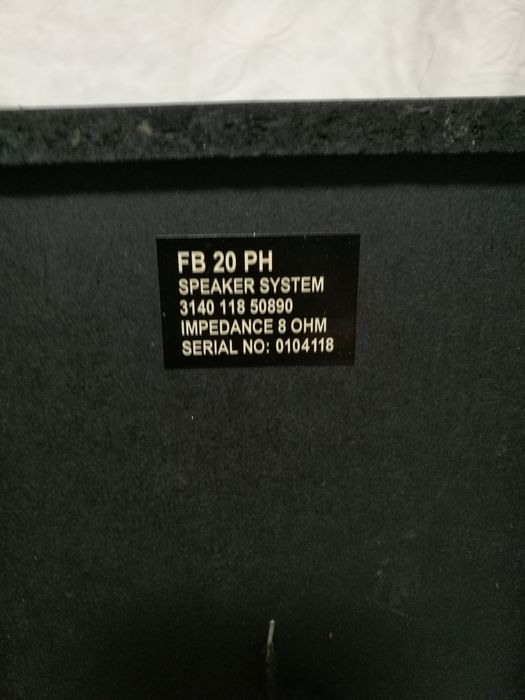 FB 20 PH
SPEAKER SYSTEM
3140 118 50890
IMPEDANCE 8 OHM
SERIAL NO: 0104118